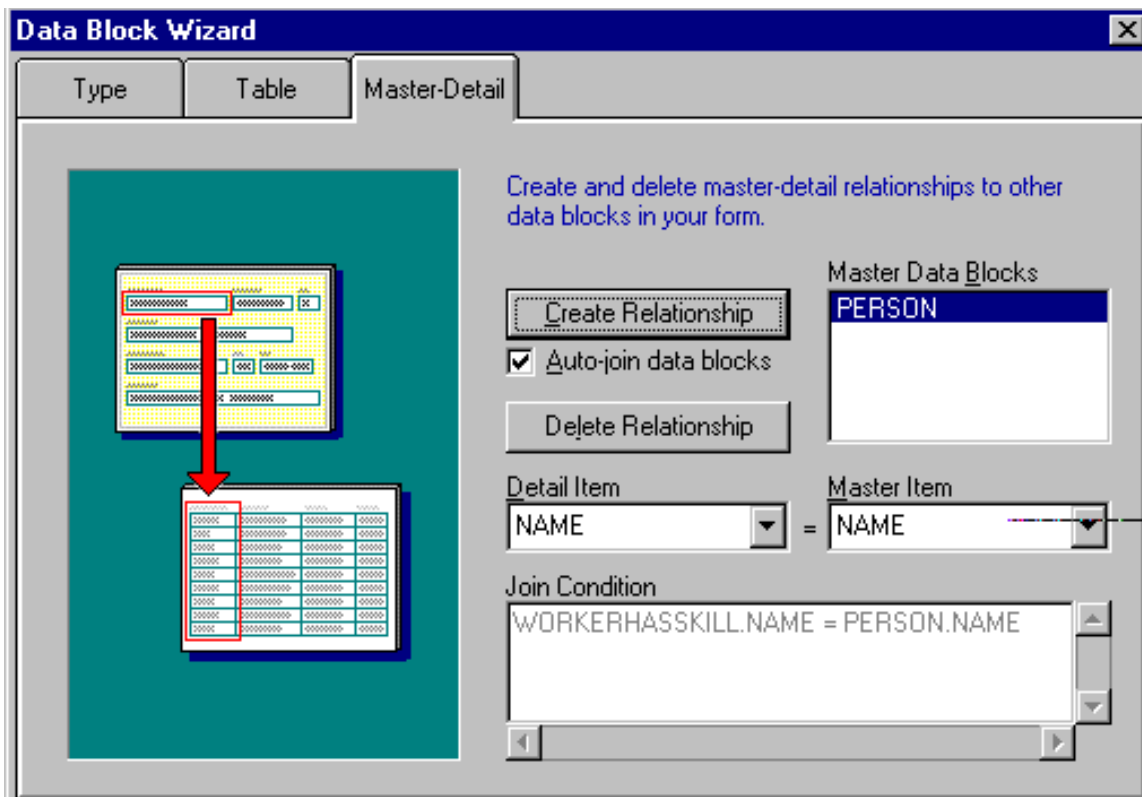 Data Block Wizard
Type Table Master-Detail
Create and delete master-detail relationships to other
data blocks in your form.
Master Data Blocks
Create Relationship
PERSON
Auto-join data blocks
Delete Relationship
Detail Item
Master Item
NAME = NAME
Join Condition
WORKERHASSKILL.NAME = PERSON.NAME